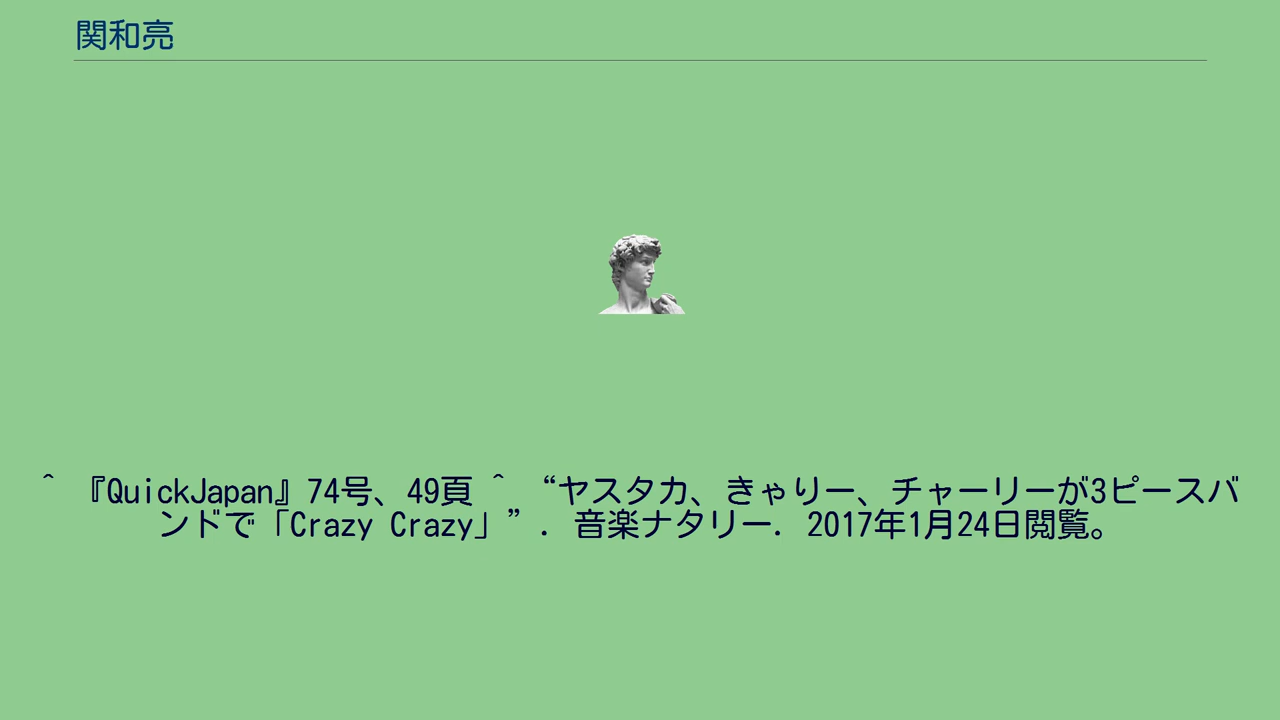 関和亮
^ 『QuickJapan』74号、49頁 ^ “ヤスタカ、きゃりー、チャーリーが3ピースバ
ンドで「Crazy Crazy」”. 音楽ナタリー. 2017年1月24日閲覧。